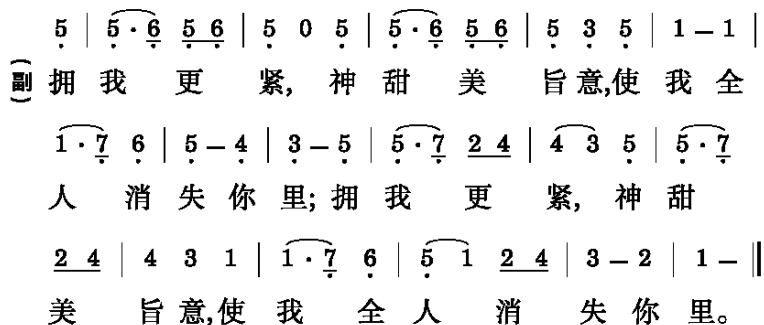 5 | 5 · 6 5 6 | 5 0 5 | 5 · 6 5 6 | 5 3 5 | 1 – 1 |
(副) 拥 我 更 紧, 神 甜 美 旨 意,使 我 全
1 · 7 6 | 5 – 4 | 3 – 5 | 5 · 7 2 4 | 4 3 5 | 5 · 7
人 消 失 你 里; 拥 我 更 紧, 神 甜
2 4 | 4 3 1 | 1 · 7 6 | 5 1 2 4 | 3 – 2 | 1 – ||
美 旨 意,使 我 全 人 消 失 你 里。